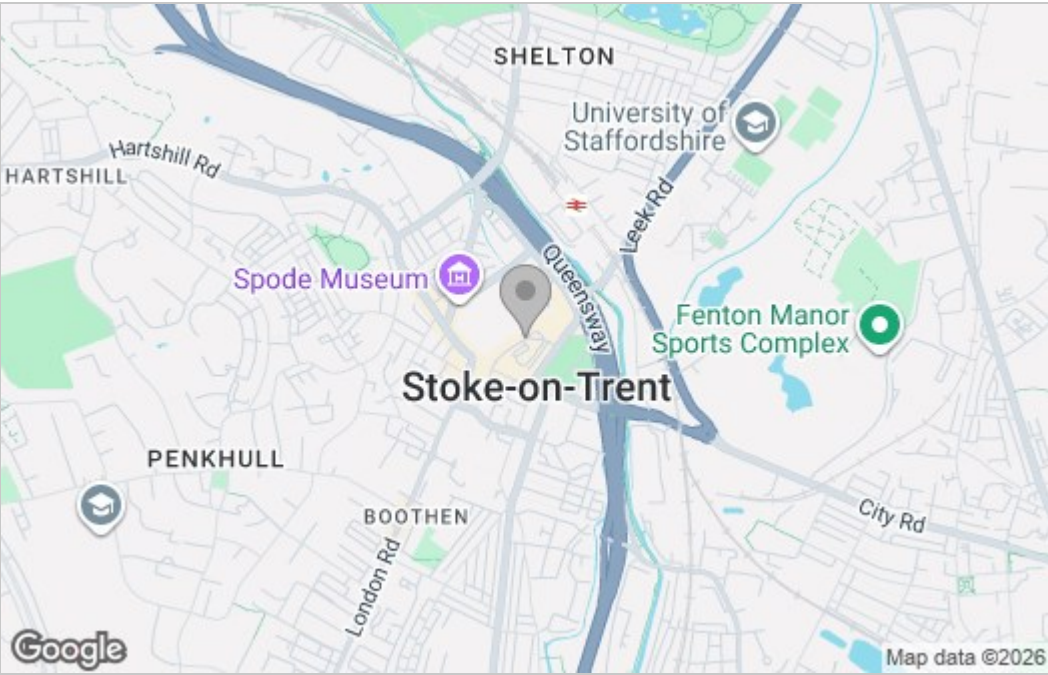 SHELTON
University of
Staffordshire
Hartshill Rd
HARTSHILL
Leek Rd
Queensway
Spode Museum
Fenton Manor
Sports Complex
Stoke-on-Trent
PENKHULL
BOOTHEN
City Rd
London Rd
Google
Map data ©2026